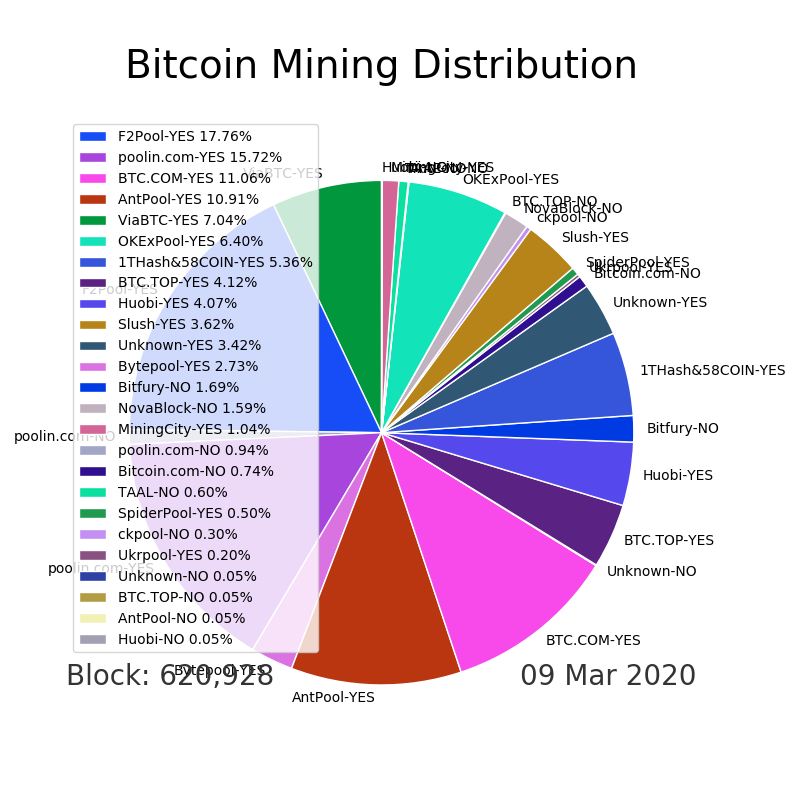 Bitcoin Mining Distribution
F2Pool-YES 17.76%
poolin.com-YES 15.72%
BTC.COM-YES 11.06%
AntPool-YES 10.91%
ViaBTC-YES 7.04%
OKExPool-YES 6.40%
1THash&58COIN-YES 5.36%
BTC.TOP-YES 4.12%
Huobi-YES 4.07%
Slush-YES 3.62%
Unknown-YES 3.42%
Bytepool-YES 2.73%
Bitfury-NO 1.69%
NovaBlock-NO 1.59%
MiningCity-YES 1.04%
poolin.com-NO 0.94%
Bitcoin.com-NO 0.74%
TAAL-NO 0.60%
SpiderPool-YES 0.50%
ckpool-NO 0.30%
Ukrpool-YES 0.20%
Unknown-NO 0.05%
BTC.TOP-NO 0.05%
AntPool-NO 0.05%
Huobi-NO 0.05%
ViaBTC-YES
F2Pool-YES
poolin.com-NO
poolin.com-YES
Bytepool-YES
AntPool-YES
OKExPool-YES
BTC.TOP-NO
NovaBlock-NO
ckpool-NO
Slush-YES
SpiderPool-YES
Ukrpool-YES
Bitcoin.com-NO
Unknown-YES
1THash&58COIN-YES
Bitfury-NO
Huobi-YES
BTC.TOP-YES
Unknown-NO
BTC.COM-YES
Block: 620,928
09 Mar 2020